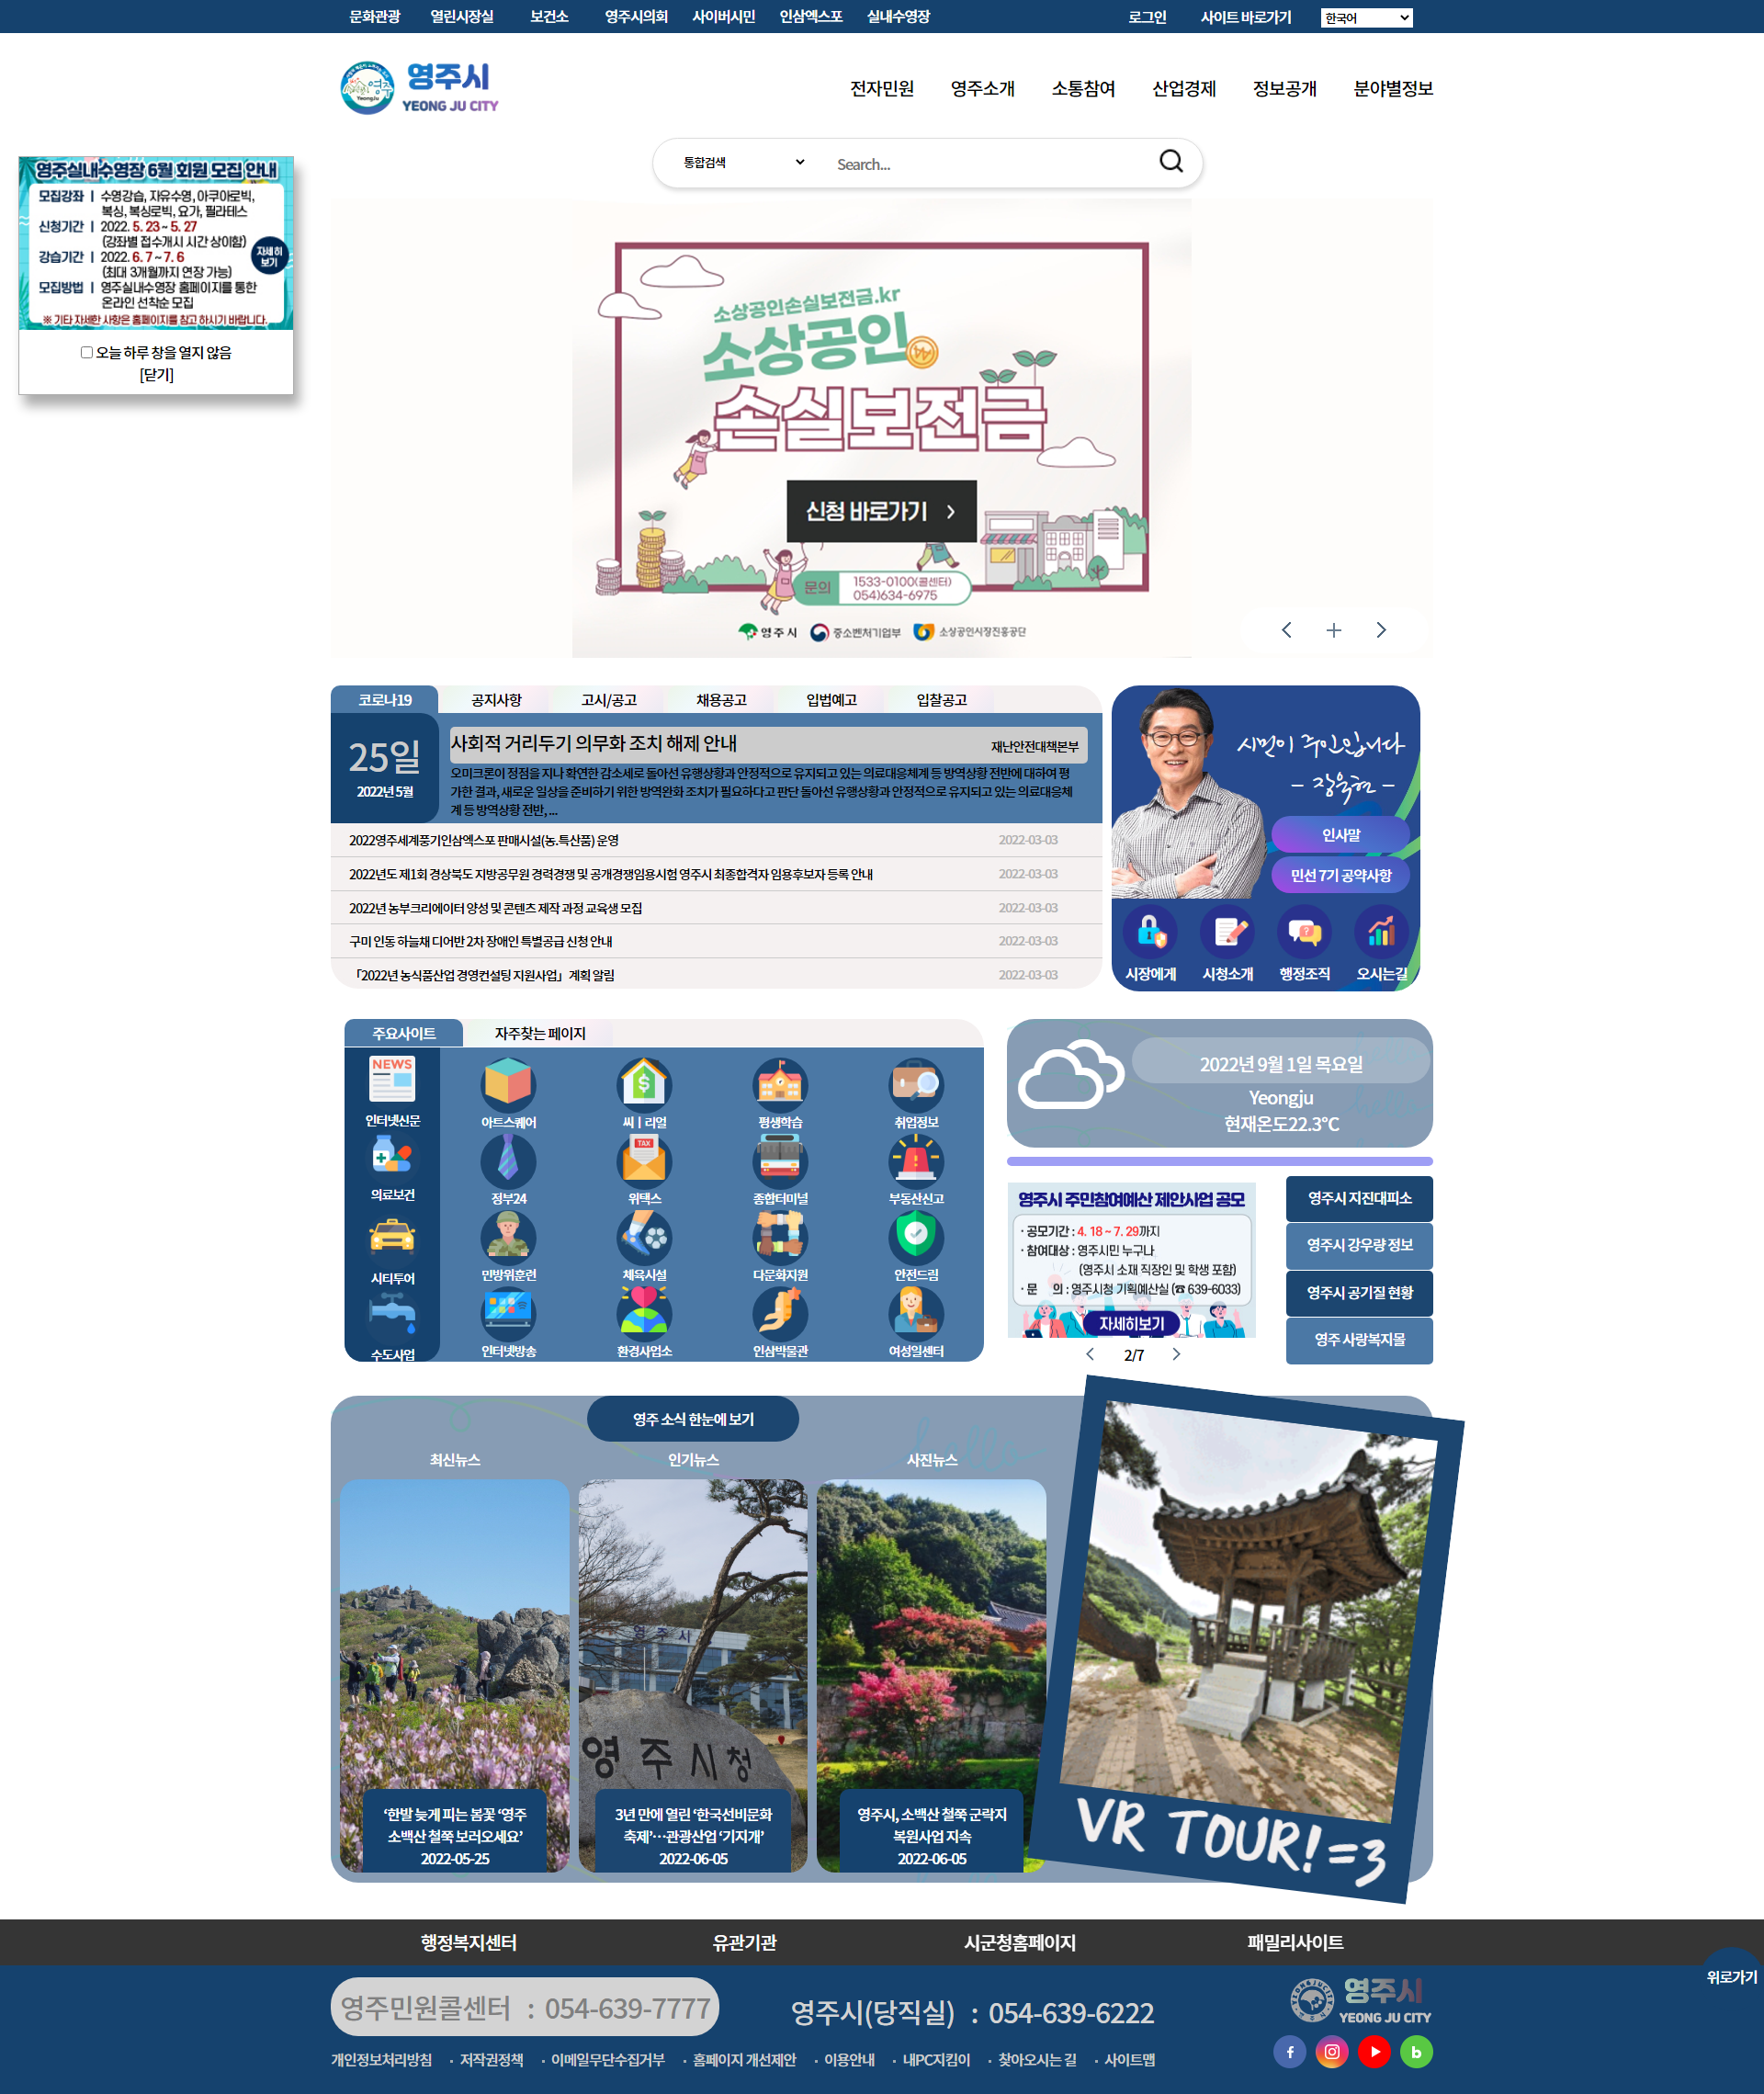 문화관광 열린시장실 보건소 영주시의회 사이버시민 인삼엑스포 실내수영장 로그인 사이트 바로가기 한국어
영주
YeongJu
영주시
YEONG JU CITY
전자민원 영주소개 소통참여 산업경제 정보공개 분야별정보
통합검색 Search...
영주실내수영장 6월 회원 모집 안내
모집강좌 | 수영강습, 자유수영, 아쿠아로빅,
복싱, 복싱로빅, 요가, 필라테스
신청기간 | 2022. 5. 23 ~ 5. 27
(강좌별 접수개시 시간 상이함)
강습기간 | 2022. 6. 7 ~ 7. 6
(최대 3개월까지 연장 가능)
모집방법 | 영주실내수영장 홈페이지를 통한
온라인 선착순 모집
※ 기타 자세한 사항은 홈페이지를 참고 하시기 바랍니다.
자세히
보기
오늘 하루 창을 열지 않음
[닫기]
소상공인손실보전금.kr
소상공인
손실보전금
신청 바로가기 >
문의 1533-0100(콜센터)
054)634-6975
영주시 중소벤처기업부 소상공인시장진흥공단
코로나19 공지사항 고시/공고 채용공고 입법예고 입찰공고
25일
2022년 5월
사회적 거리두기 의무화 조치 해제 안내 재난안전대책본부
오미크론이 정점을 지나 확연한 감소세로 돌아선 유행상황과 안정적으로 유지되고 있는 의료대응체계 등 방역상황 전반에 대하여 평
가한 결과, 새로운 일상을 준비하기 위한 방역완화 조치가 필요하다고 판단 돌아선 유행상황과 안정적으로 유지되고 있는 의료대응체
계 등 방역상황 전반, ...
2022영주세계풍기인삼엑스포 판매시설(농.특산품) 운영 2022-03-03
2022년도 제1회 경상북도 지방공무원 경력경쟁 및 공개경쟁임용시험 영주시 최종합격자 임용후보자 등록 안내 2022-03-03
2022년 농부크리에이터 양성 및 콘텐츠 제작 과정 교육생 모집 2022-03-03
구미 인동 하늘채 디어반 2차 장애인 특별공급 신청 안내 2022-03-03
「2022년 농식품산업 경영컨설팅 지원사업」 계획 알림 2022-03-03
시민이 주인입니다
- 장욱현 -
인사말
민선 7기 공약사항
시장에게 시청소개 행정조직 오시는길
주요사이트 자주찾는 페이지
NEWS
인터넷신문
의료보건
시티투어
수도사업
아트스퀘어 씨ㅣ리얼 평생학습 취업정보
TAX
정부24 위택스 종합터미널 부동산신고
민방위훈련 체육시설 다문화지원 안전드림
인터넷방송 환경사업소 인삼박물관 여성일센터
2022년 9월 1일 목요일
Yeongju
현재온도22.3°C
영주시 주민참여예산 제안사업 공모
· 공모기간 : 4. 18 ~ 7. 29까지
· 참여대상 : 영주시민 누구나
(영주시 소재 직장인 및 학생 포함)
· 문 의 : 영주시청 기획예산실 (☎ 639-6033)
자세히보기
2/7
영주시 지진대피소
영주시 강우량 정보
영주시 공기질 현황
영주 사랑복지몰
영주 소식 한눈에 보기
hello
최신뉴스 인기뉴스 사진뉴스
영주시
영주시청
‘한발 늦게 피는 봄꽃 ‘영주
소백산 철쭉 보러오세요’
2022-05-25
3년 만에 열린 ‘한국선비문화
축제’…관광산업 ‘기지개’
2022-06-05
영주시, 소백산 철쭉 군락지
복원사업 지속
2022-06-05
VR TOUR!=3
행정복지센터 유관기관 시군청홈페이지 패밀리사이트
위로가기
영주민원콜센터 : 054-639-7777
영주시(당직실) : 054-639-6222
영주시
YEONG JU CITY
개인정보처리방침 · 저작권정책 · 이메일무단수집거부 · 홈페이지 개선제안 · 이용안내 · 내PC지킴이 · 찾아오시는 길 · 사이트맵